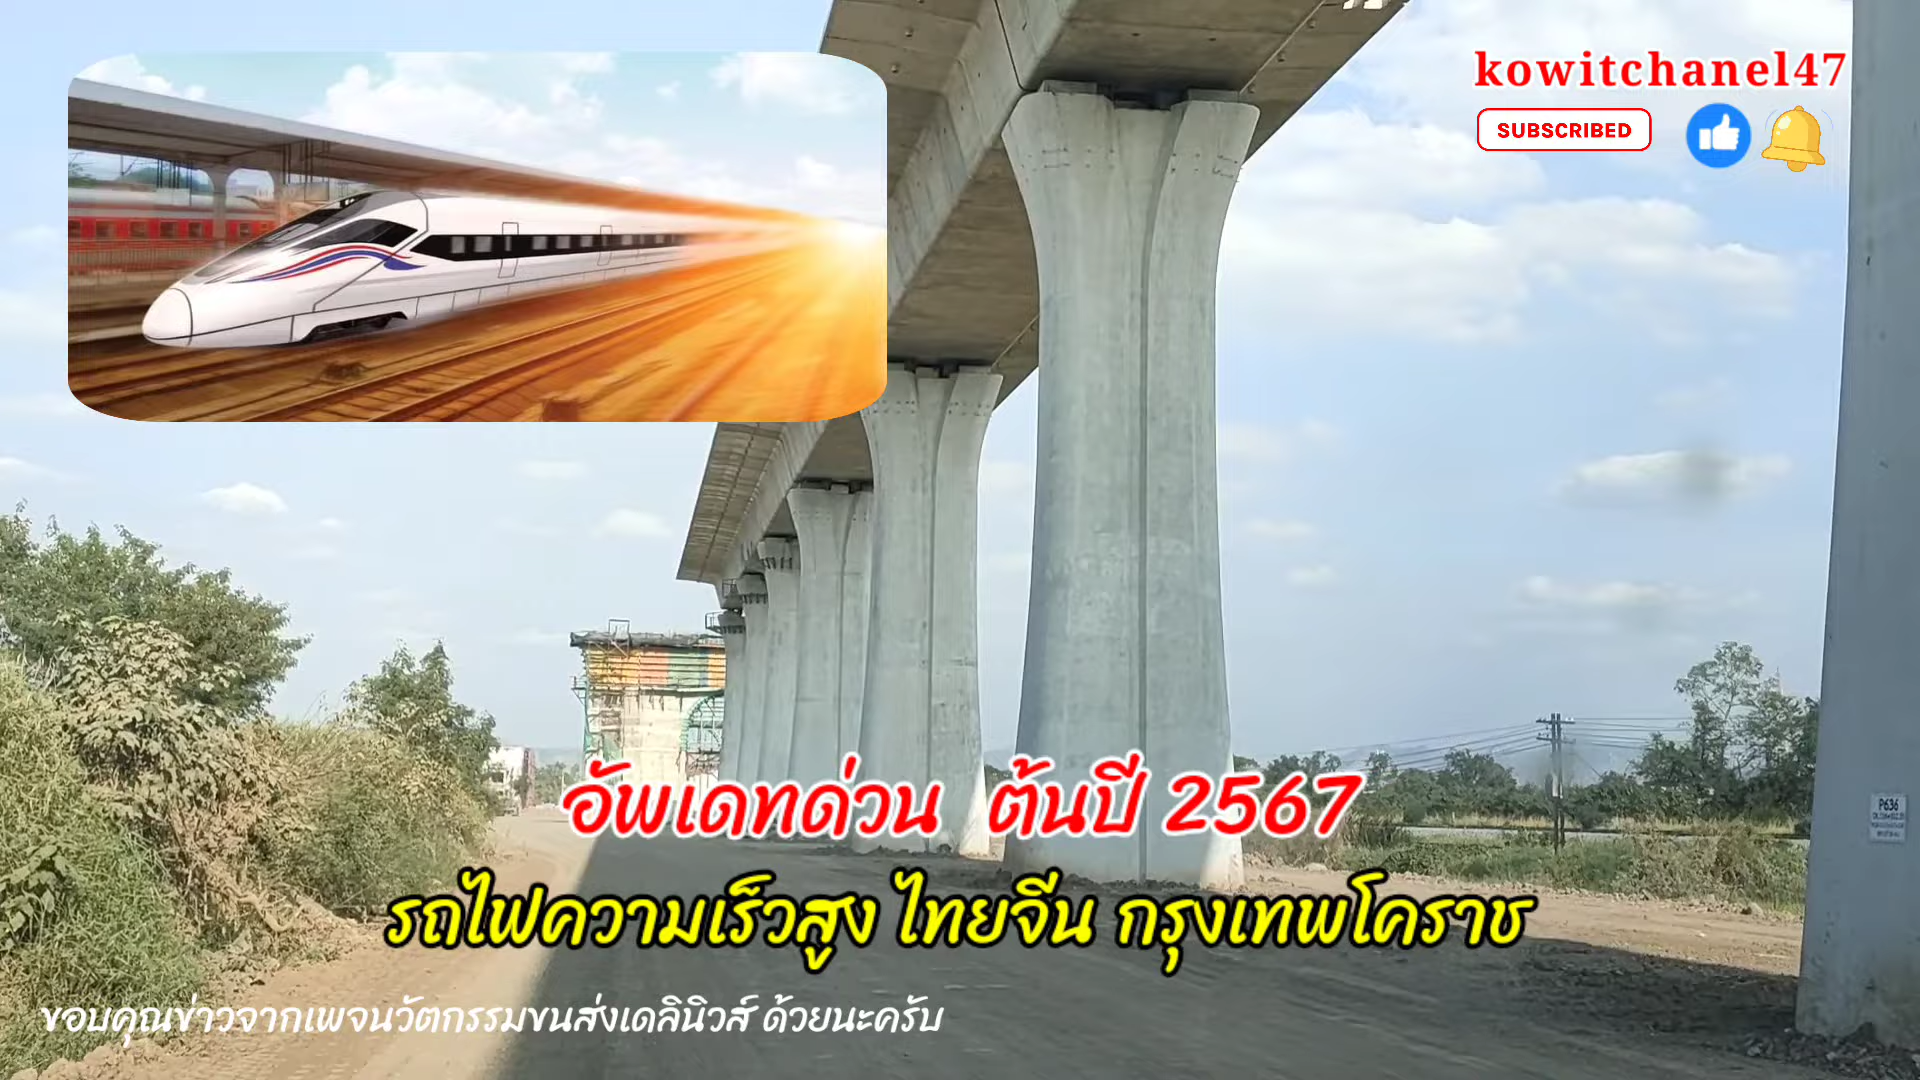 kowitchanel47
SUBSCRIBED
อัพเดทด่วน ต้นปี 2567
รถไฟความเร็วสูง ไทยจีน กรุงเทพโคราช
ขอบคุณข่าวจากเพจนวัตกรรมขนส่งเดลินิวส์ ด้วยนะครับ
P636